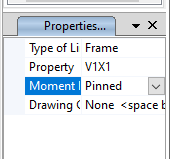 Properties...
Type of Li Frame
Property V1X1
Moment Pinned
Drawing C None <space b